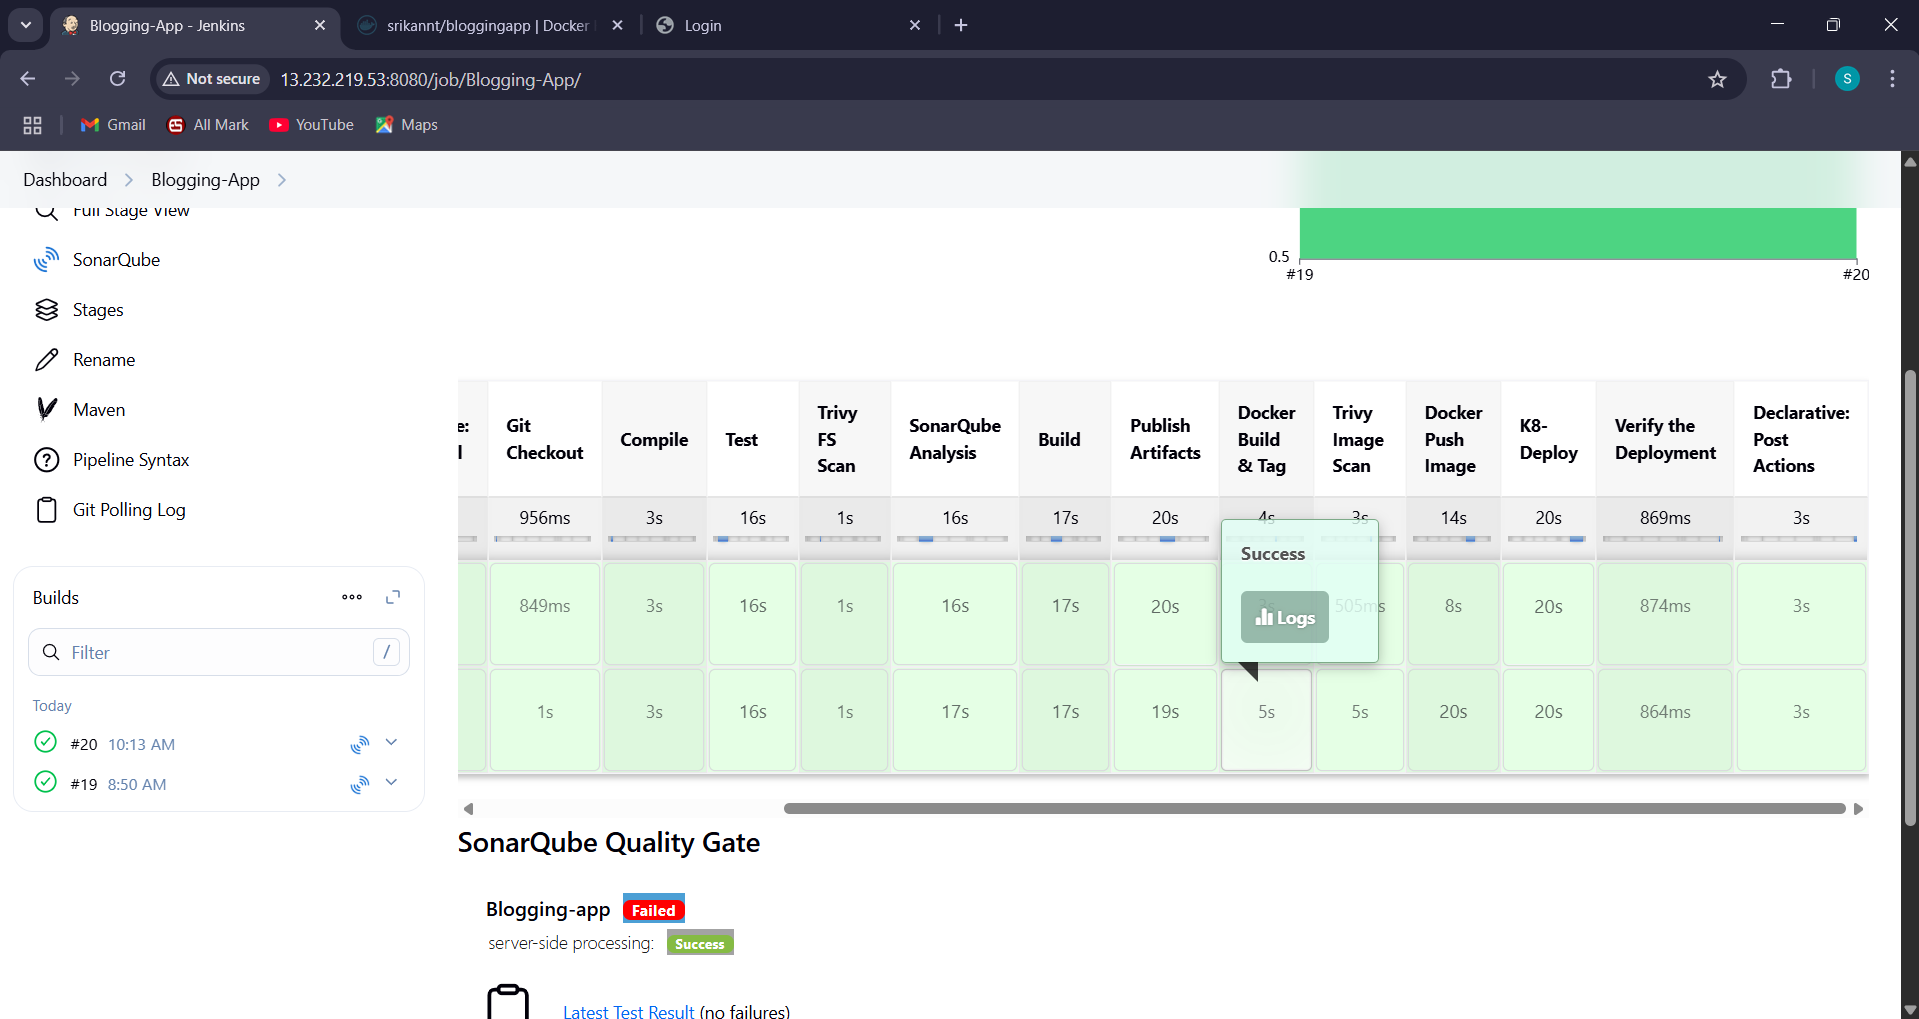 Blogging-App - Jenkins
srikannt/bloggingapp | Docker
Login
Not secure
13.232.219.53:8080/job/Blogging-App/
S
Gmail
All Mark
YouTube
Maps
Dashboard
Blogging-App
Full Stage View
SonarQube
Stages
Rename
Maven
Pipeline Syntax
Git Polling Log
Builds
Filter
/
Today
#20 10:13 AM
#19 8:50 AM
0.5
#19
#20
e:
l
Git
Checkout
Compile
Test
Trivy
FS
Scan
SonarQube
Analysis
Build
Publish
Artifacts
Docker
Build
& Tag
Trivy
Image
Scan
Docker
Push
Image
K8-
Deploy
Verify the
Deployment
Declarative:
Post
Actions
956ms 3s 16s 1s 16s 17s 20s 4s 3s 14s 20s 869ms 3s
Success
Logs
849ms 3s 16s 1s 16s 17s 20s 505ms 8s 20s 874ms 3s
1s 3s 16s 1s 17s 17s 19s 5s 5s 20s 20s 864ms 3s
SonarQube Quality Gate
Blogging-app Failed
server-side processing: Success
Latest Test Result (no failures)